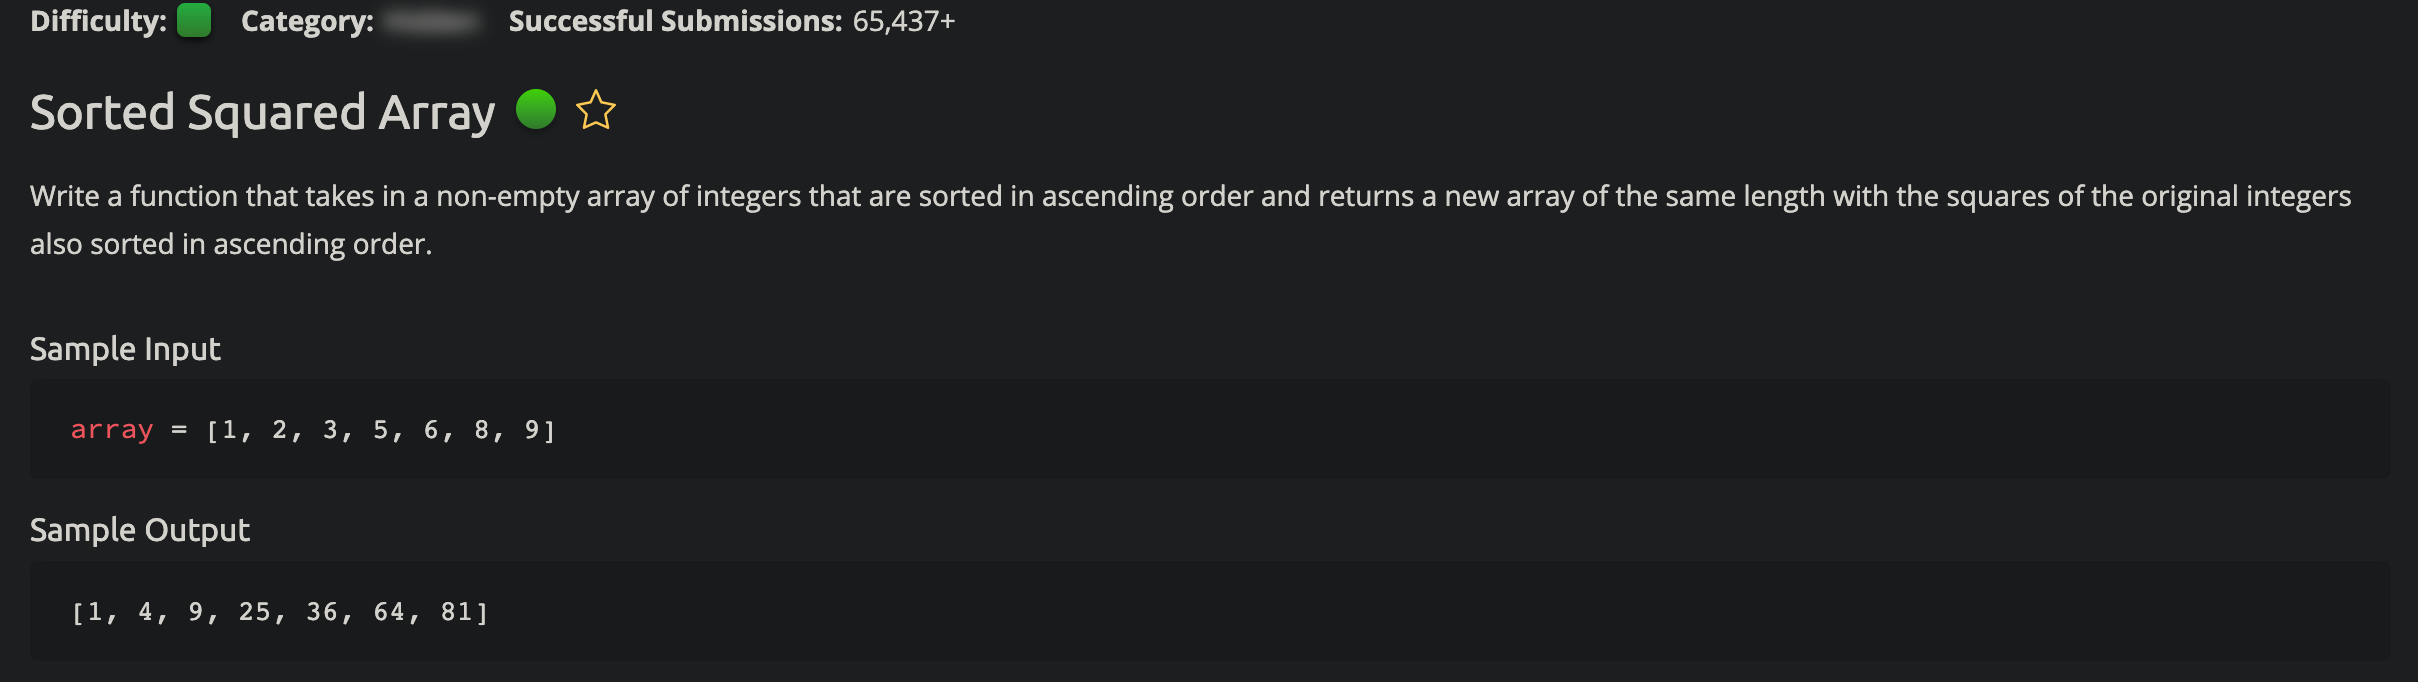 Difficulty: Category: Successful Submissions: 65,437+
Sorted Squared Array
Write a function that takes in a non-empty array of integers that are sorted in ascending order and returns a new array of the same length with the squares of the original integers
also sorted in ascending order.
Sample Input
array = [1, 2, 3, 5, 6, 8, 9]
Sample Output
[1, 4, 9, 25, 36, 64, 81]